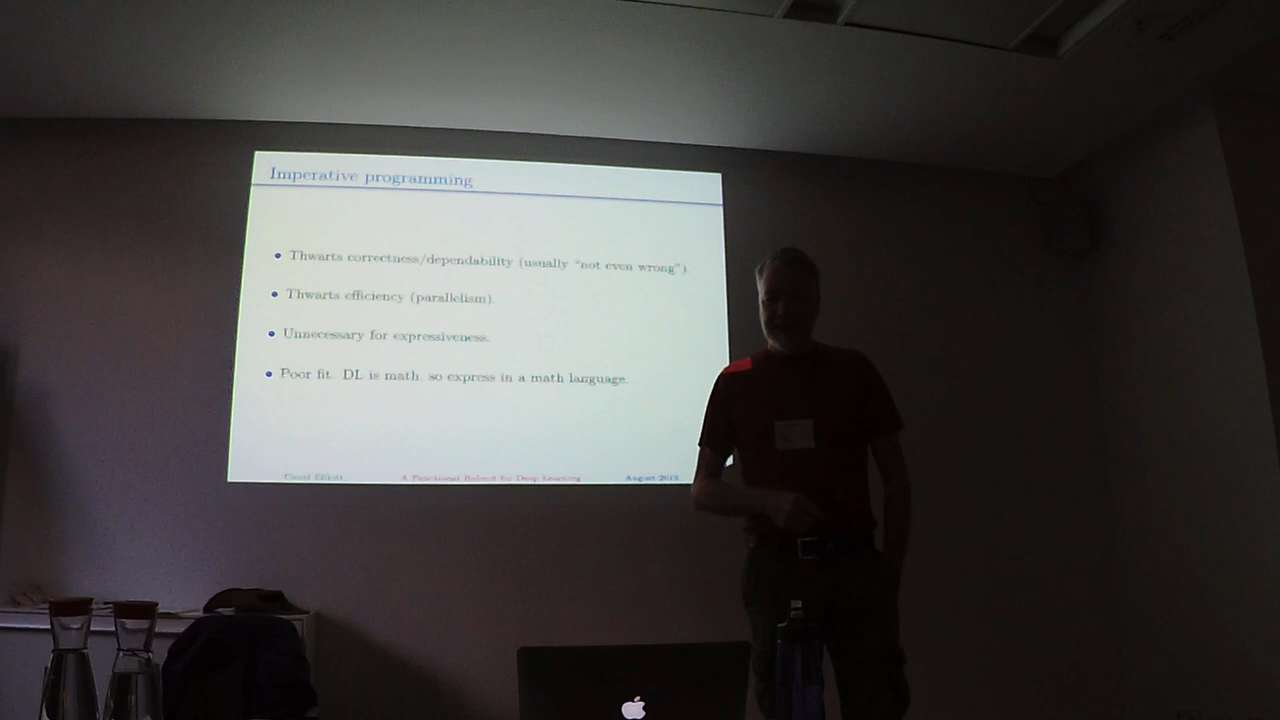 Imperative programming
Thwarts correctness/dependability (usually “not even wrong”).
Thwarts efficiency (parallelism).
Unnecessary for expressiveness.
Poor fit. DL is math, so express in a math language.
Conal Elliott A Functional Reboot for Deep Learning August 2019